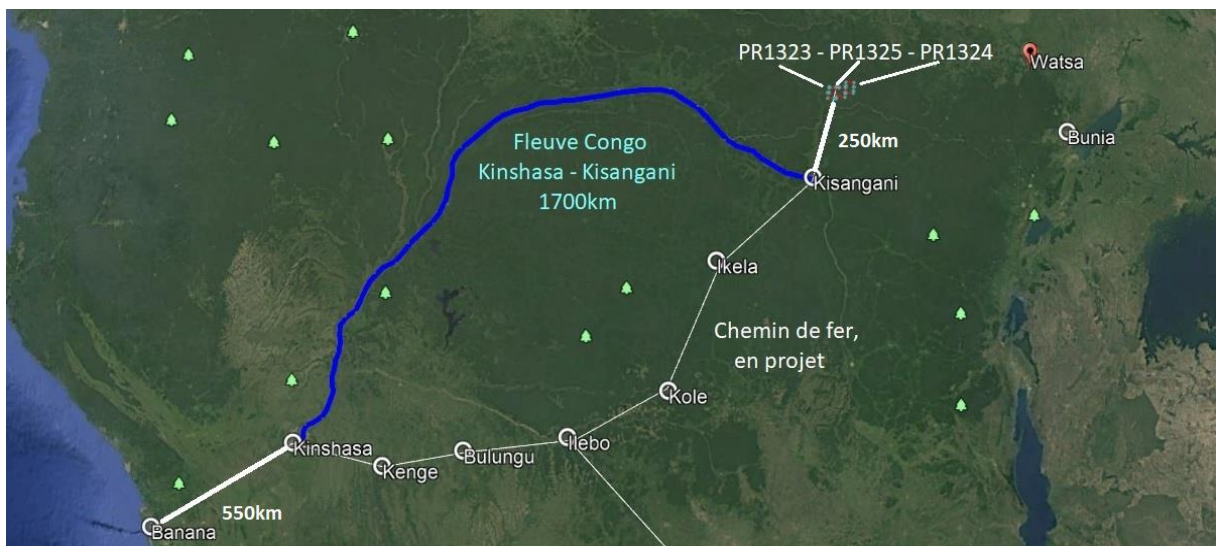 PR1323 - PR1325 - PR1324
Watsa
Bunia
250km
Fleuve Congo
Kinshasa - Kisangani
1700km
Kisangani
Ikela
Chemin de fer,
en projet
Kole
Ilebo
Kinshasa
Bulungu
Kenge
550km
Banana